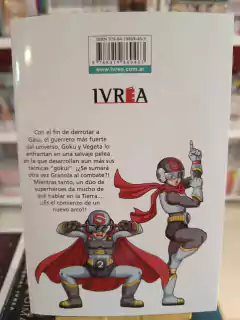 www.ivrea.com.ar
IVREA
Con el fin de derrotar a
Gas, el guerrero más fuerte
del universo, Goku y Vegeta lo
enfrentan en una salvaje pelea
en la que desarrollan aún más sus
técnicas "goku". ¿¡Se sumará
otra vez Granola al combate?!
Mientras tanto, un dúo de
superhéroes da mucho de
qué hablar en la Tierra...
¡¿Es el comienzo de un
nuevo arco?!
S
2